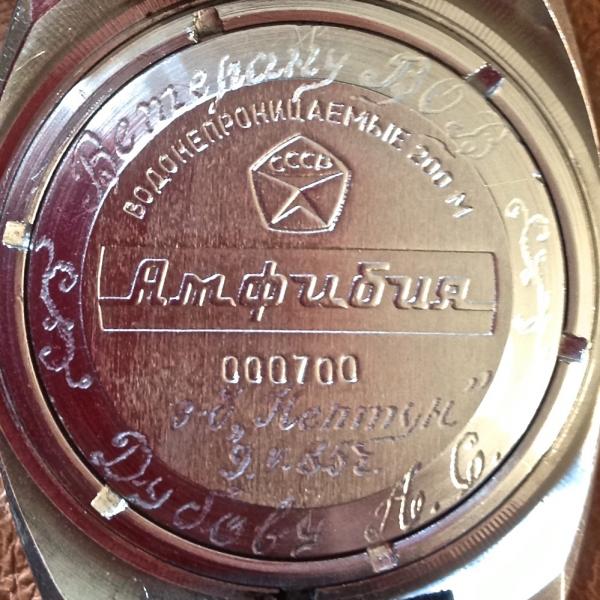 Ветерану ВОВ
ВОДОНЕПРОНИЦАЕМЫЕ 200 М
СССР
Амфибия
000700
з-д „Нептун”
9.V.85г.
Дубову А.С.